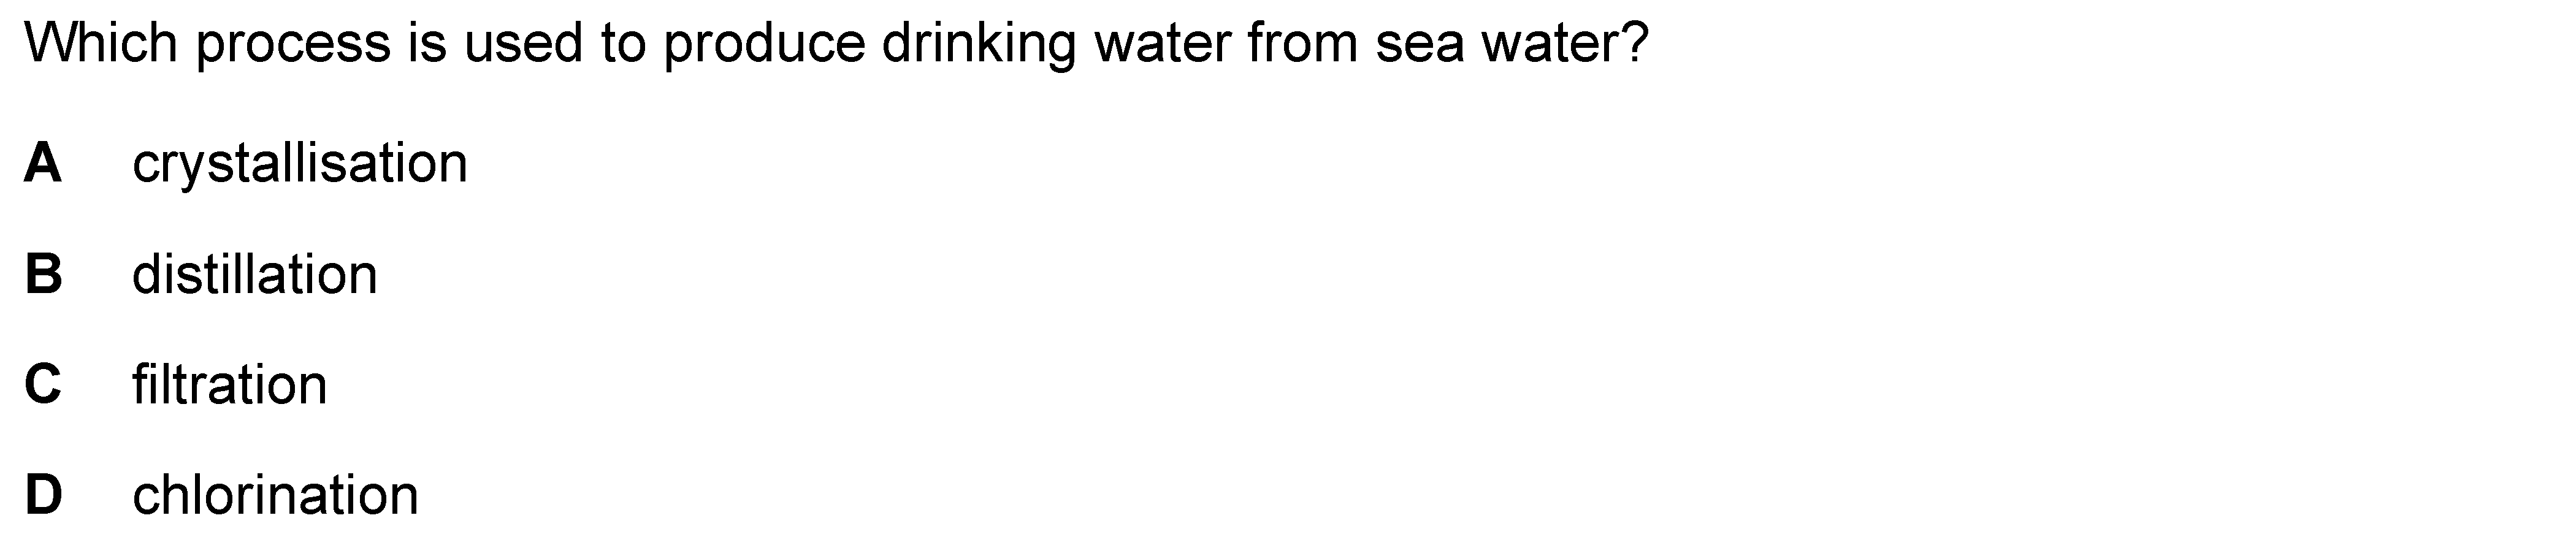 Which process is used to produce drinking water from sea water?
A crystallisation
B distillation
C filtration
D chlorination